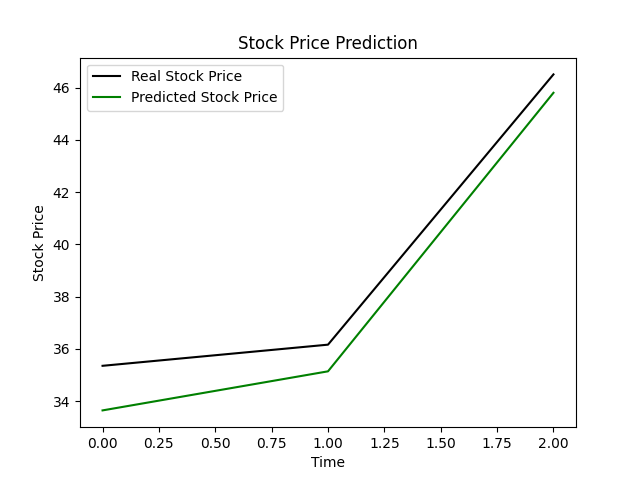 Stock Price Prediction
Real Stock Price
Predicted Stock Price
46
44
42
40
38
36
34
Stock Price
0.00 0.25 0.50 0.75 1.00 1.25 1.50 1.75 2.00
Time